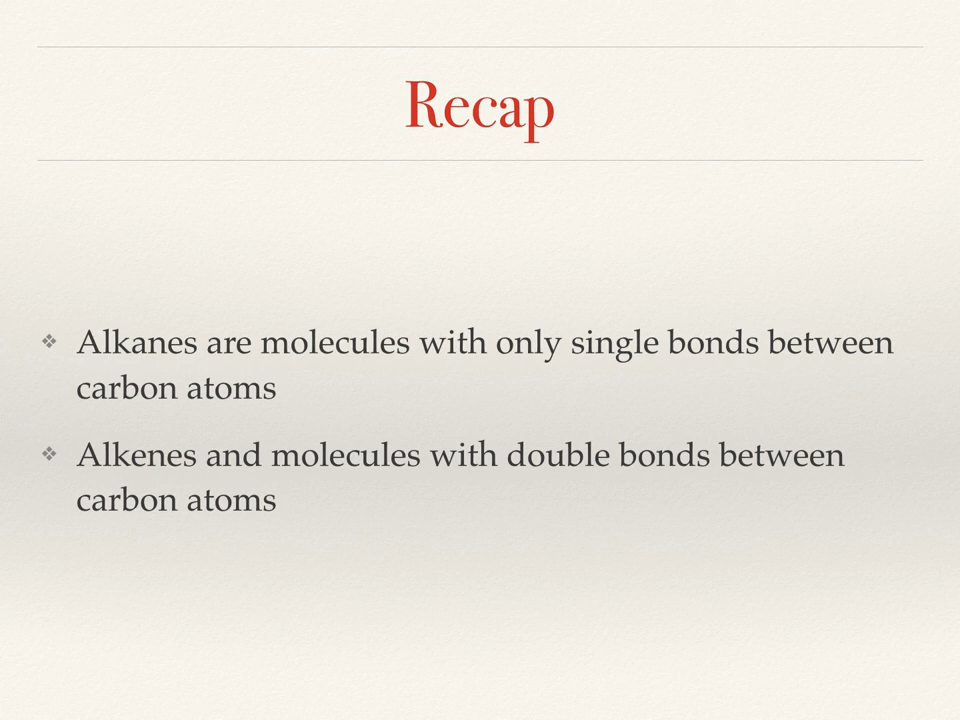 Recap
❖ Alkanes are molecules with only single bonds between
carbon atoms
❖ Alkenes and molecules with double bonds between
carbon atoms